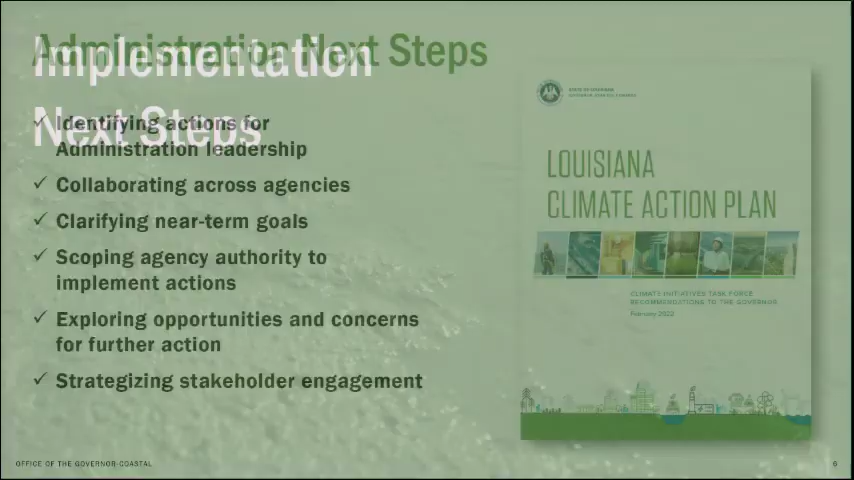 Administration Next Steps
Implementation
Next Steps
✓ Identifying actions for
Administration leadership
✓ Collaborating across agencies
✓ Clarifying near-term goals
✓ Scoping agency authority to
implement actions
✓ Exploring opportunities and concerns
for further action
✓ Strategizing stakeholder engagement
LOUISIANA
CLIMATE ACTION PLAN
CLIMATE INITIATIVES TASK FORCE
RECOMMENDATIONS TO THE GOVERNOR
February 2022
OFFICE OF THE GOVERNOR-COASTAL
6